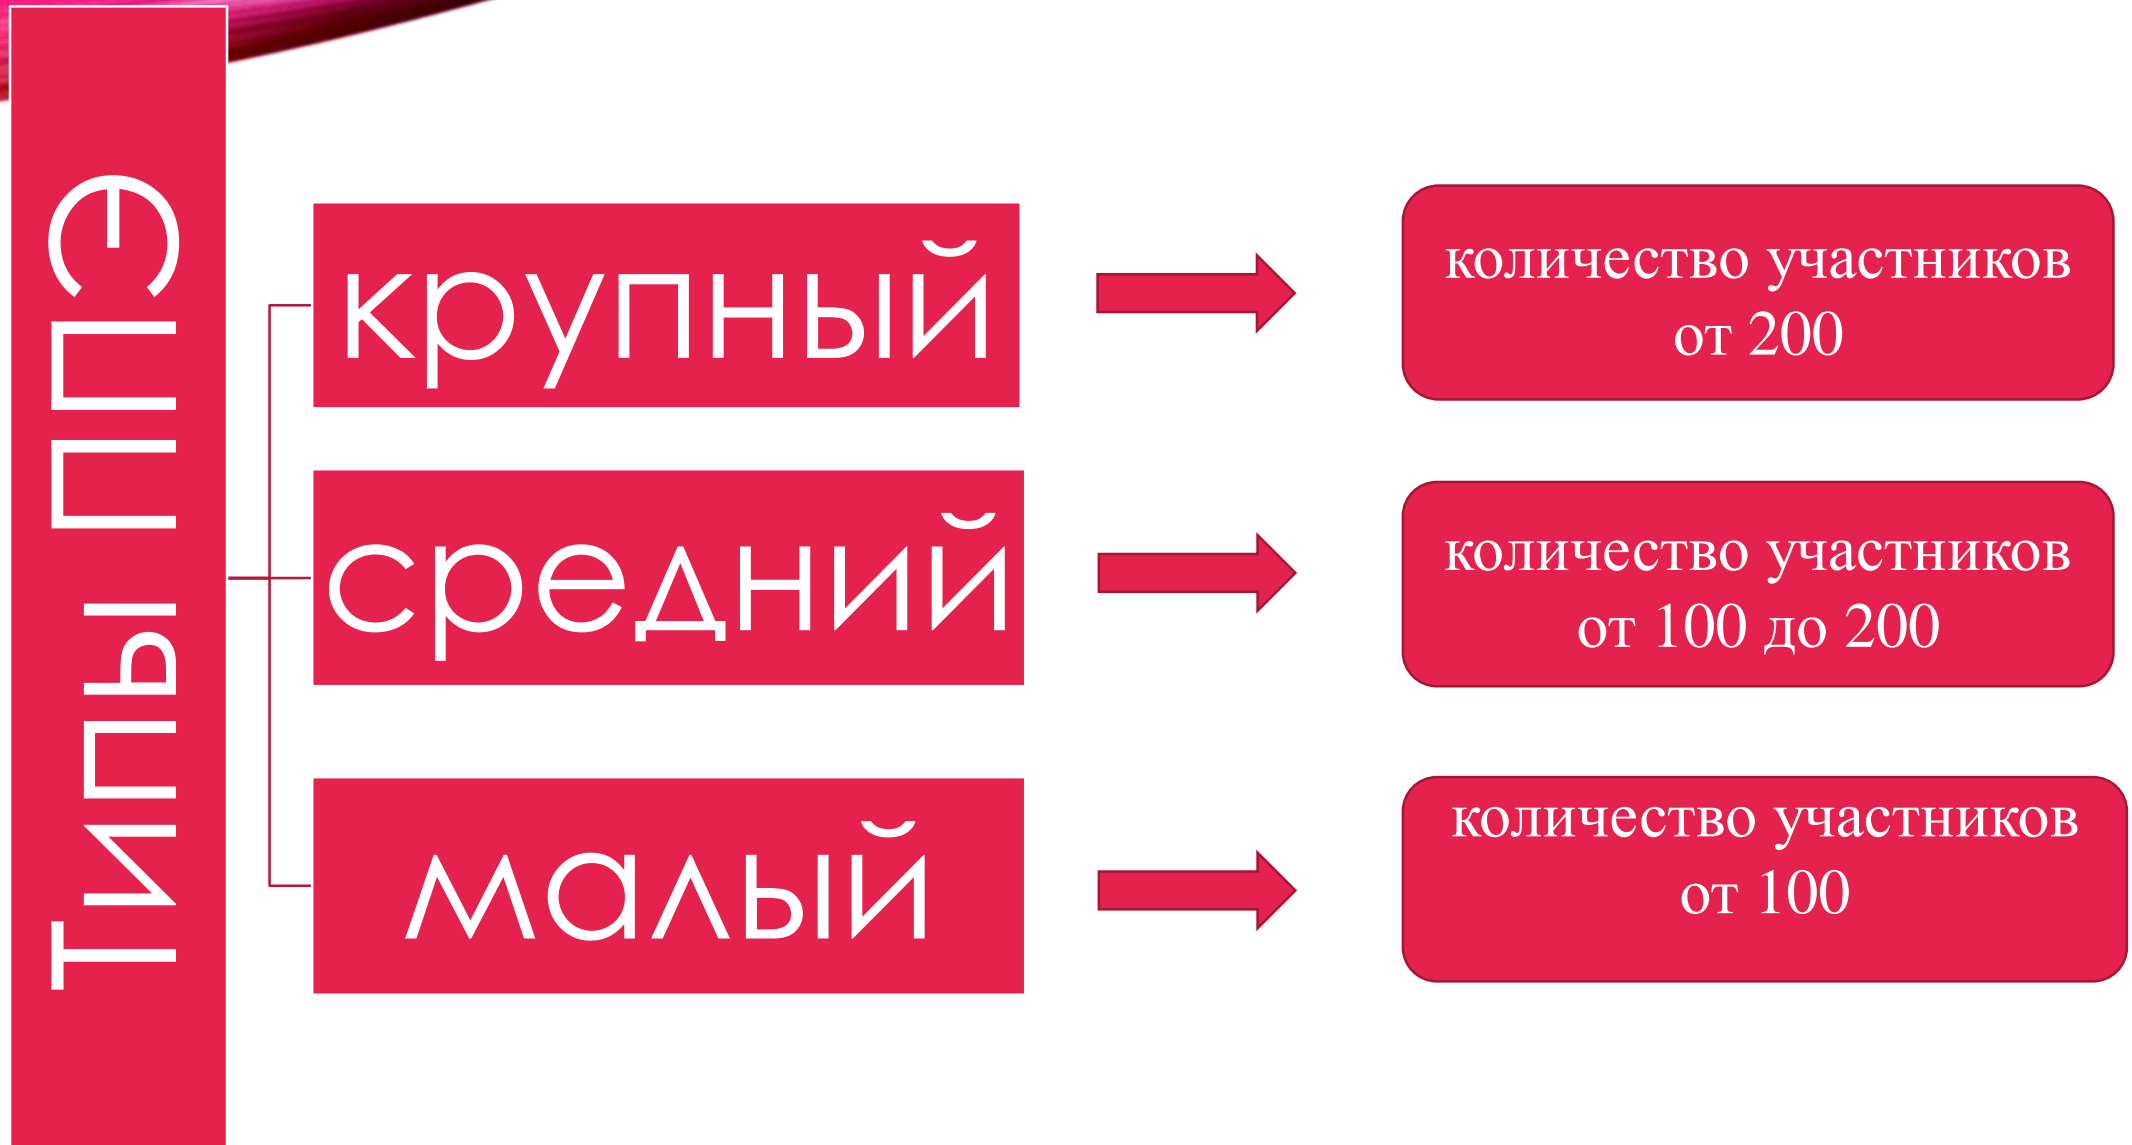 Типы ППЭ
крупный
количество участников
от 200
средний
количество участников
от 100 до 200
малый
количество участников
от 100